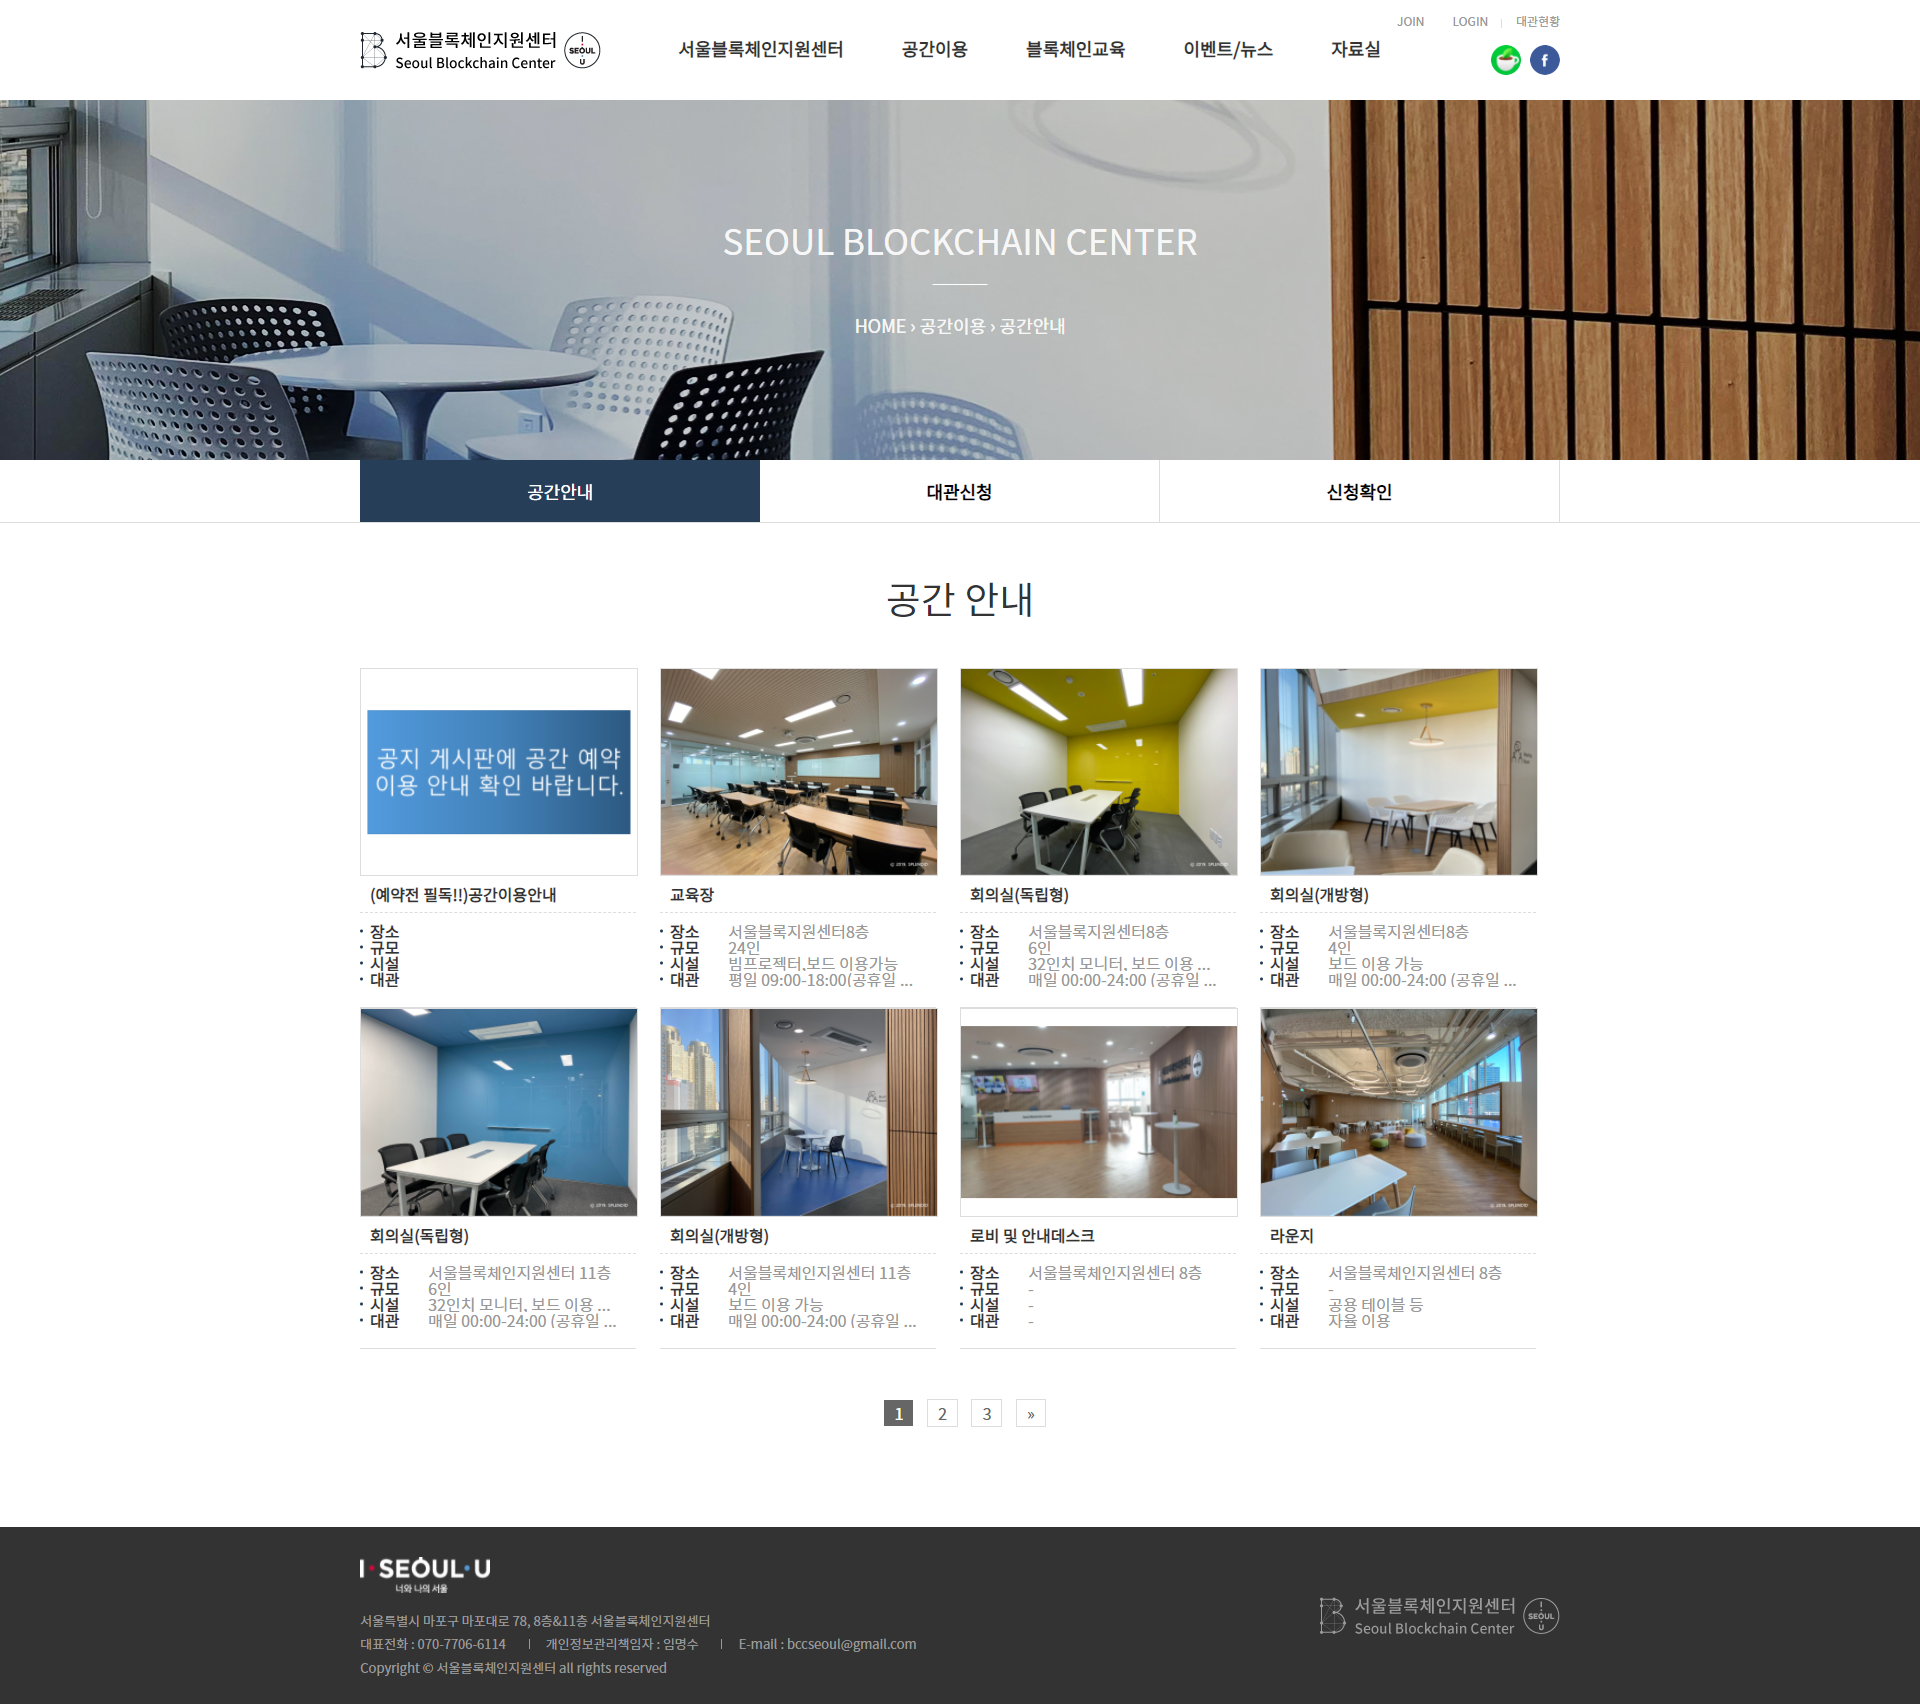 JOIN LOGIN 대관현황
서울블록체인지원센터
Seoul Blockchain Center
SEOUL
U
서울블록체인지원센터 공간이용 블록체인교육 이벤트/뉴스 자료실
f
SEOUL BLOCKCHAIN CENTER
HOME › 공간이용 › 공간안내
공간안내 대관신청 신청확인
공간 안내
공지 게시판에 공간 예약
이용 안내 확인 바랍니다.
(예약전 필독!!)공간이용안내
장소
규모
시설
대관
교육장
장소 서울블록지원센터8층
규모 24인
시설 빔프로젝터,보드 이용가능
대관 평일 09:00-18:00(공휴일 ...
회의실(독립형)
장소 서울블록지원센터8층
규모 6인
시설 32인치 모니터, 보드 이용 ...
대관 매일 00:00-24:00 (공휴일 ...
회의실(개방형)
장소 서울블록지원센터8층
규모 4인
시설 보드 이용 가능
대관 매일 00:00-24:00 (공휴일 ...
회의실(독립형)
장소 서울블록체인지원센터 11층
규모 6인
시설 32인치 모니터, 보드 이용 ...
대관 매일 00:00-24:00 (공휴일 ...
회의실(개방형)
장소 서울블록체인지원센터 11층
규모 4인
시설 보드 이용 가능
대관 매일 00:00-24:00 (공휴일 ...
로비 및 안내데스크
장소 서울블록체인지원센터 8층
규모 -
시설 -
대관 -
라운지
장소 서울블록체인지원센터 8층
규모 -
시설 공용 테이블 등
대관 자율 이용
1 2 3 »
I·SEOUL·U
너와 나의 서울
서울특별시 마포구 마포대로 78, 8층&11층 서울블록체인지원센터
대표전화 : 070-7706-6114 | 개인정보관리책임자 : 임명수 | E-mail : bccseoul@gmail.com
Copyright © 서울블록체인지원센터 all rights reserved
서울블록체인지원센터
Seoul Blockchain Center
SEOUL
U